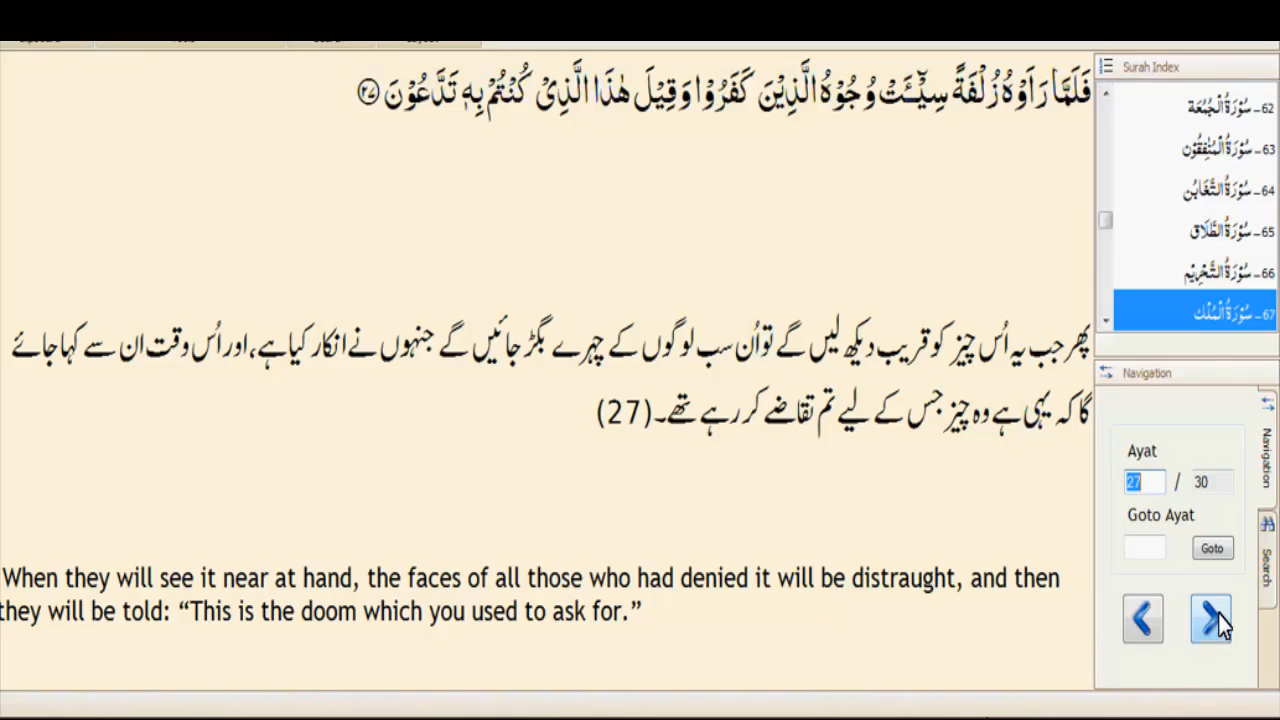 فَلَمَّا رَاَوْهُ زُلْفَةً سِيْٓـَٔتْ وُجُوْهُ الَّذِيْنَ كَفَرُوْا وَ قِيْلَ هٰذَا الَّذِيْ كُنْتُمْ بِهٖ تَدَّعُوْنَ ﴿۲۷﴾
پھر جب یہ اُس چیز کو قریب دیکھ لیں گے تو اُن سب لوگوں کے چہرے بگڑ جائیں گے جنہوں نے انکار کیا ہے، اور اُس وقت ان سے کہا جائے
گا کہ یہی ہے وہ چیز جس کے لیے تم تقاضے کر رہے تھے۔(27)
When they will see it near at hand, the faces of all those who had denied it will be distraught, and then
they will be told: “This is the doom which you used to ask for.”
Surah Index
62- سُوْرَةُ الْجُمُعَة
63- سُوْرَةُ الْمُنٰفِقُوْن
64- سُوْرَةُ التَّغَابُن
65- سُوْرَةُ الطَّلَاق
66- سُوْرَةُ التَّحْرِيْم
67- سُوْرَةُ الْمُلْك
Navigation
Ayat
27 / 30
Goto Ayat
Goto
Navigation
Search